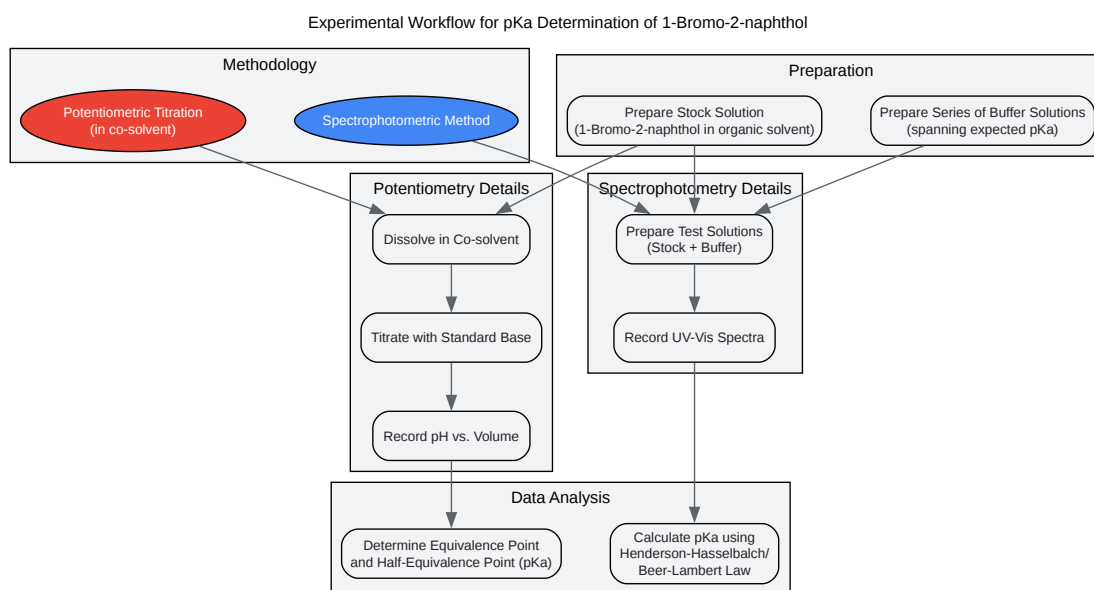 Experimental Workflow for pKa Determination of 1-Bromo-2-naphthol
Methodology
Potentiometric Titration
(in co-solvent)
Spectrophotometric Method
Preparation
Prepare Stock Solution
(1-Bromo-2-naphthol in organic solvent)
Prepare Series of Buffer Solutions
(spanning expected pKa)
Potentiometry Details
Dissolve in Co-solvent
Titrate with Standard Base
Record pH vs. Volume
Spectrophotometry Details
Prepare Test Solutions
(Stock + Buffer)
Record UV-Vis Spectra
Data Analysis
Determine Equivalence Point
and Half-Equivalence Point (pKa)
Calculate pKa using
Henderson-Hasselbalch/
Beer-Lambert Law